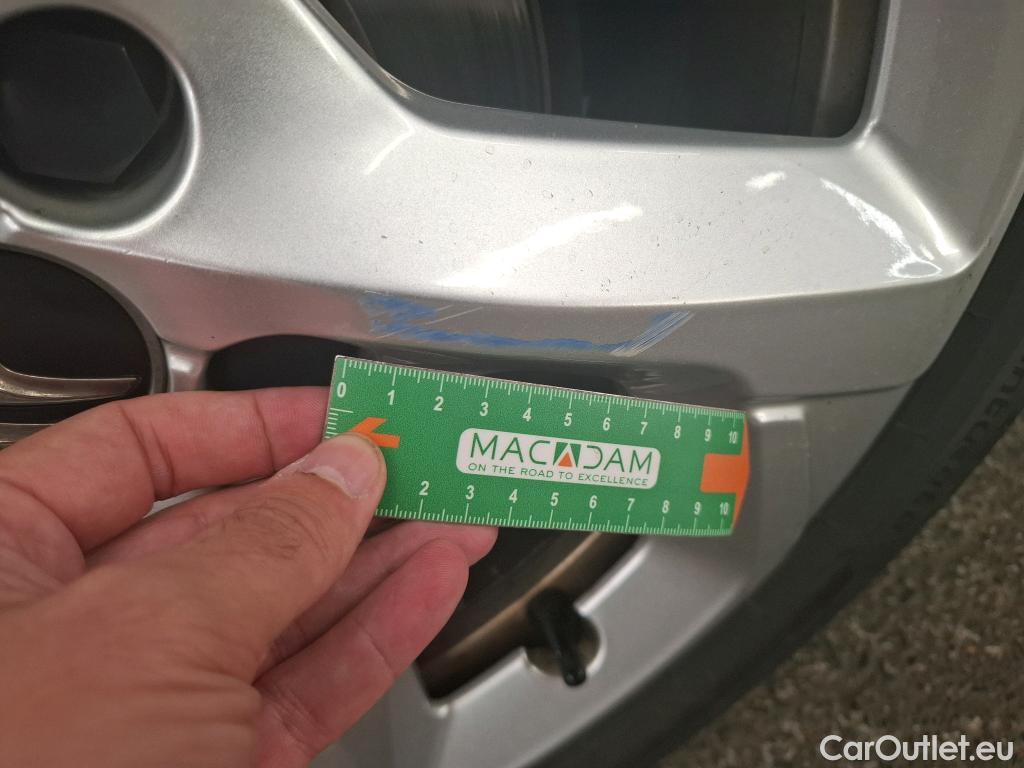 0 1 2 3 4 5 6 7 8 9 10
MACADAM
ON THE ROAD TO EXCELLENCE
2 3 4 5 6 7 8 9 10
CarOutlet.eu